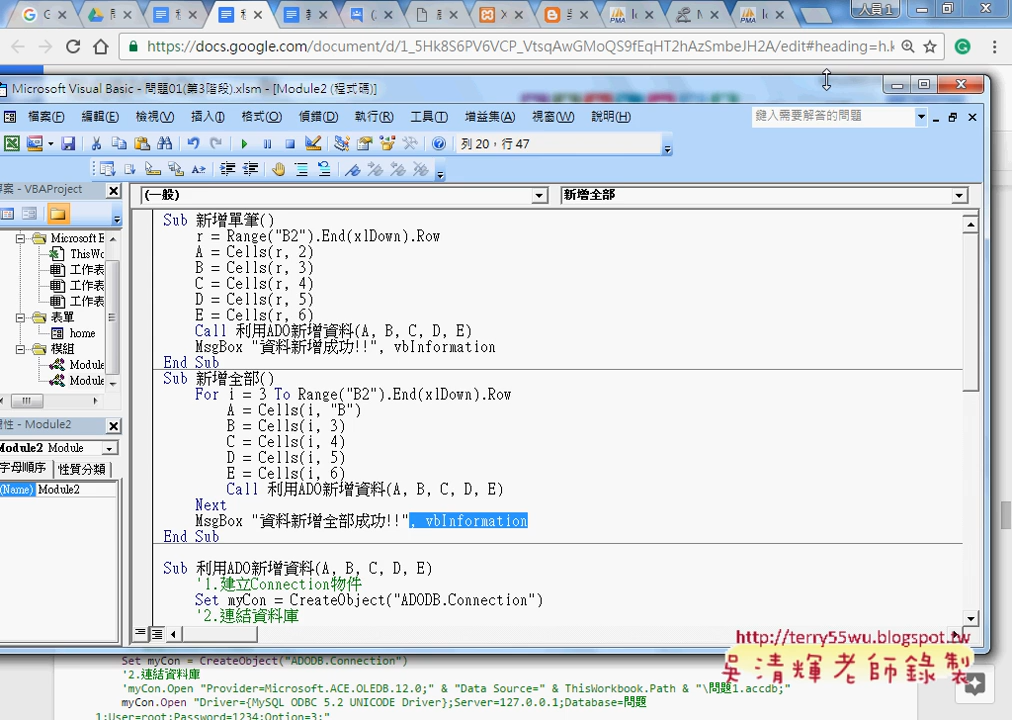 人員1
https://docs.google.com/document/d/1_5Hk8S6PV6VCP_VtsqAwGMoQS9fEqHT2hAzSmbeJH2A/edit#heading=h.k
Microsoft Visual Basic - 問題01(第3階段).xlsm - [Module2 (程式碼)]
檔案(F) 編輯(E) 檢視(V) 插入(I) 格式(O) 偵錯(D) 執行(R) 工具(T) 增益集(A) 視窗(W) 說明(H) 鍵入需要解答的問題
列 20，行 47
專案 - VBAProject
(一般) 新增全部
Microsoft E
ThisWo
工作表
工作表
工作表
表單
home
模組
Module
Module
性 - Module2
Module2 Module
字母順序 性質分類
(Name) Module2
Sub 新增單筆()
r = Range("B2").End(xlDown).Row
A = Cells(r, 2)
B = Cells(r, 3)
C = Cells(r, 4)
D = Cells(r, 5)
E = Cells(r, 6)
Call 利用ADO新增資料(A, B, C, D, E)
MsgBox "資料新增成功!!", vbInformation
End Sub
Sub 新增全部()
For i = 3 To Range("B2").End(xlDown).Row
A = Cells(i, "B")
B = Cells(i, 3)
C = Cells(i, 4)
D = Cells(i, 5)
E = Cells(i, 6)
Call 利用ADO新增資料(A, B, C, D, E)
Next
MsgBox "資料新增全部成功!!", vbInformation
End Sub
Sub 利用ADO新增資料(A, B, C, D, E)
'1.建立Connection物件
Set myCon = CreateObject("ADODB.Connection")
'2.連結資料庫
http://terry55wu.blogspot.tw
吳清輝老師錄製
Set myCon = CreateObject("ADODB.Connection")
'2.連結資料庫
'myCon.Open "Provider=Microsoft.ACE.OLEDB.12.0;" & "Data Source=" & ThisWorkbook.Path & "\問題1.accdb;"
myCon.Open "Driver={MySQL ODBC 5.2 UNICODE Driver};Server=127.0.0.1;Database=問題
1;User=root;Password=1234;Option=3;"